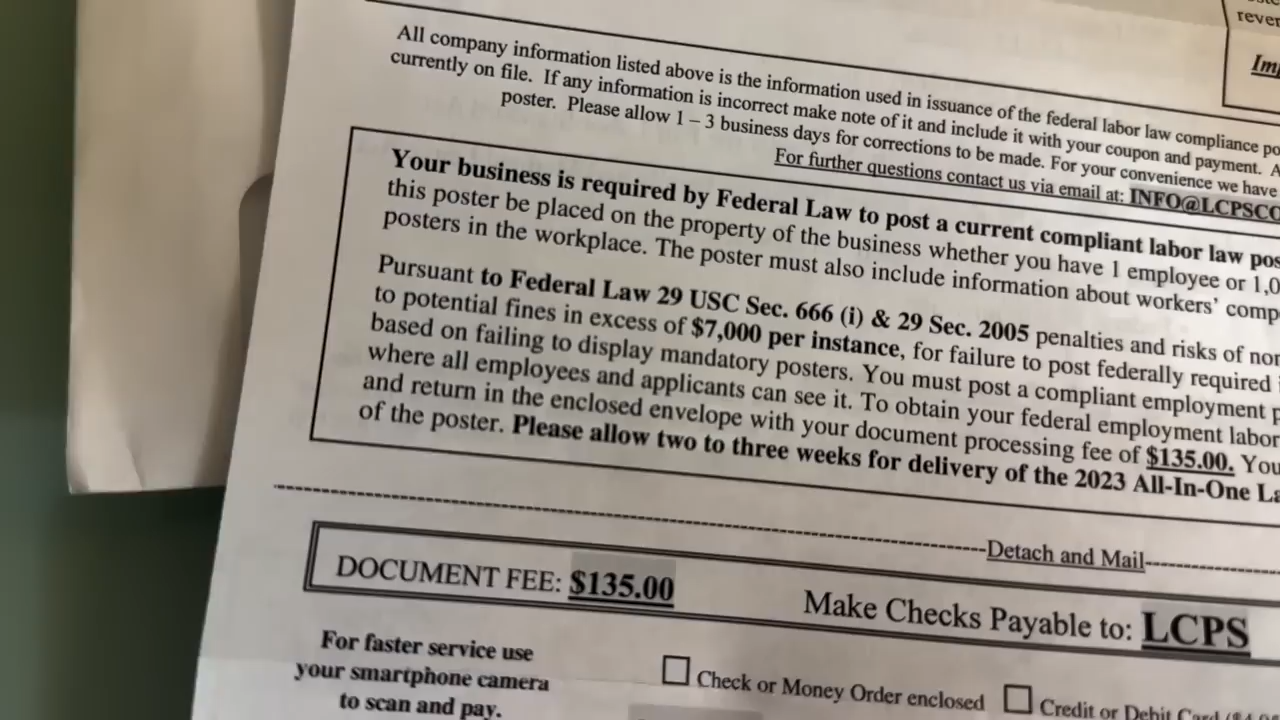 rever
All company information listed above is the information used in issuance of the federal labor law compliance
currently on file. If any information is incorrect make note of it and include it with your coupon and payment.
poster. Please allow 1 – 3 business days for corrections to be made. For your convenience we have
For further questions contact us via email at: INFO@LCPSC
Your business is required by Federal Law to post a current compliant labor law pos
this poster be placed on the property of the business whether you have 1 employee or 1,0
posters in the workplace. The poster must also include information about workers' comp
Pursuant to Federal Law 29 USC Sec. 666 (i) & 29 Sec. 2005 penalties and risks of non
to potential fines in excess of $7,000 per instance, for failure to post federally required
based on failing to display mandatory posters. You must post a compliant employment p
where all employees and applicants can see it. To obtain your federal employment labor
and return in the enclosed envelope with your document processing fee of $135.00. You
of the poster. Please allow two to three weeks for delivery of the 2023 All-In-One La
Detach and Mail
DOCUMENT FEE: $135.00
Make Checks Payable to: LCPS
For faster service use
your smartphone camera
to scan and pay.
Check or Money Order enclosed
Credit or Debit Card